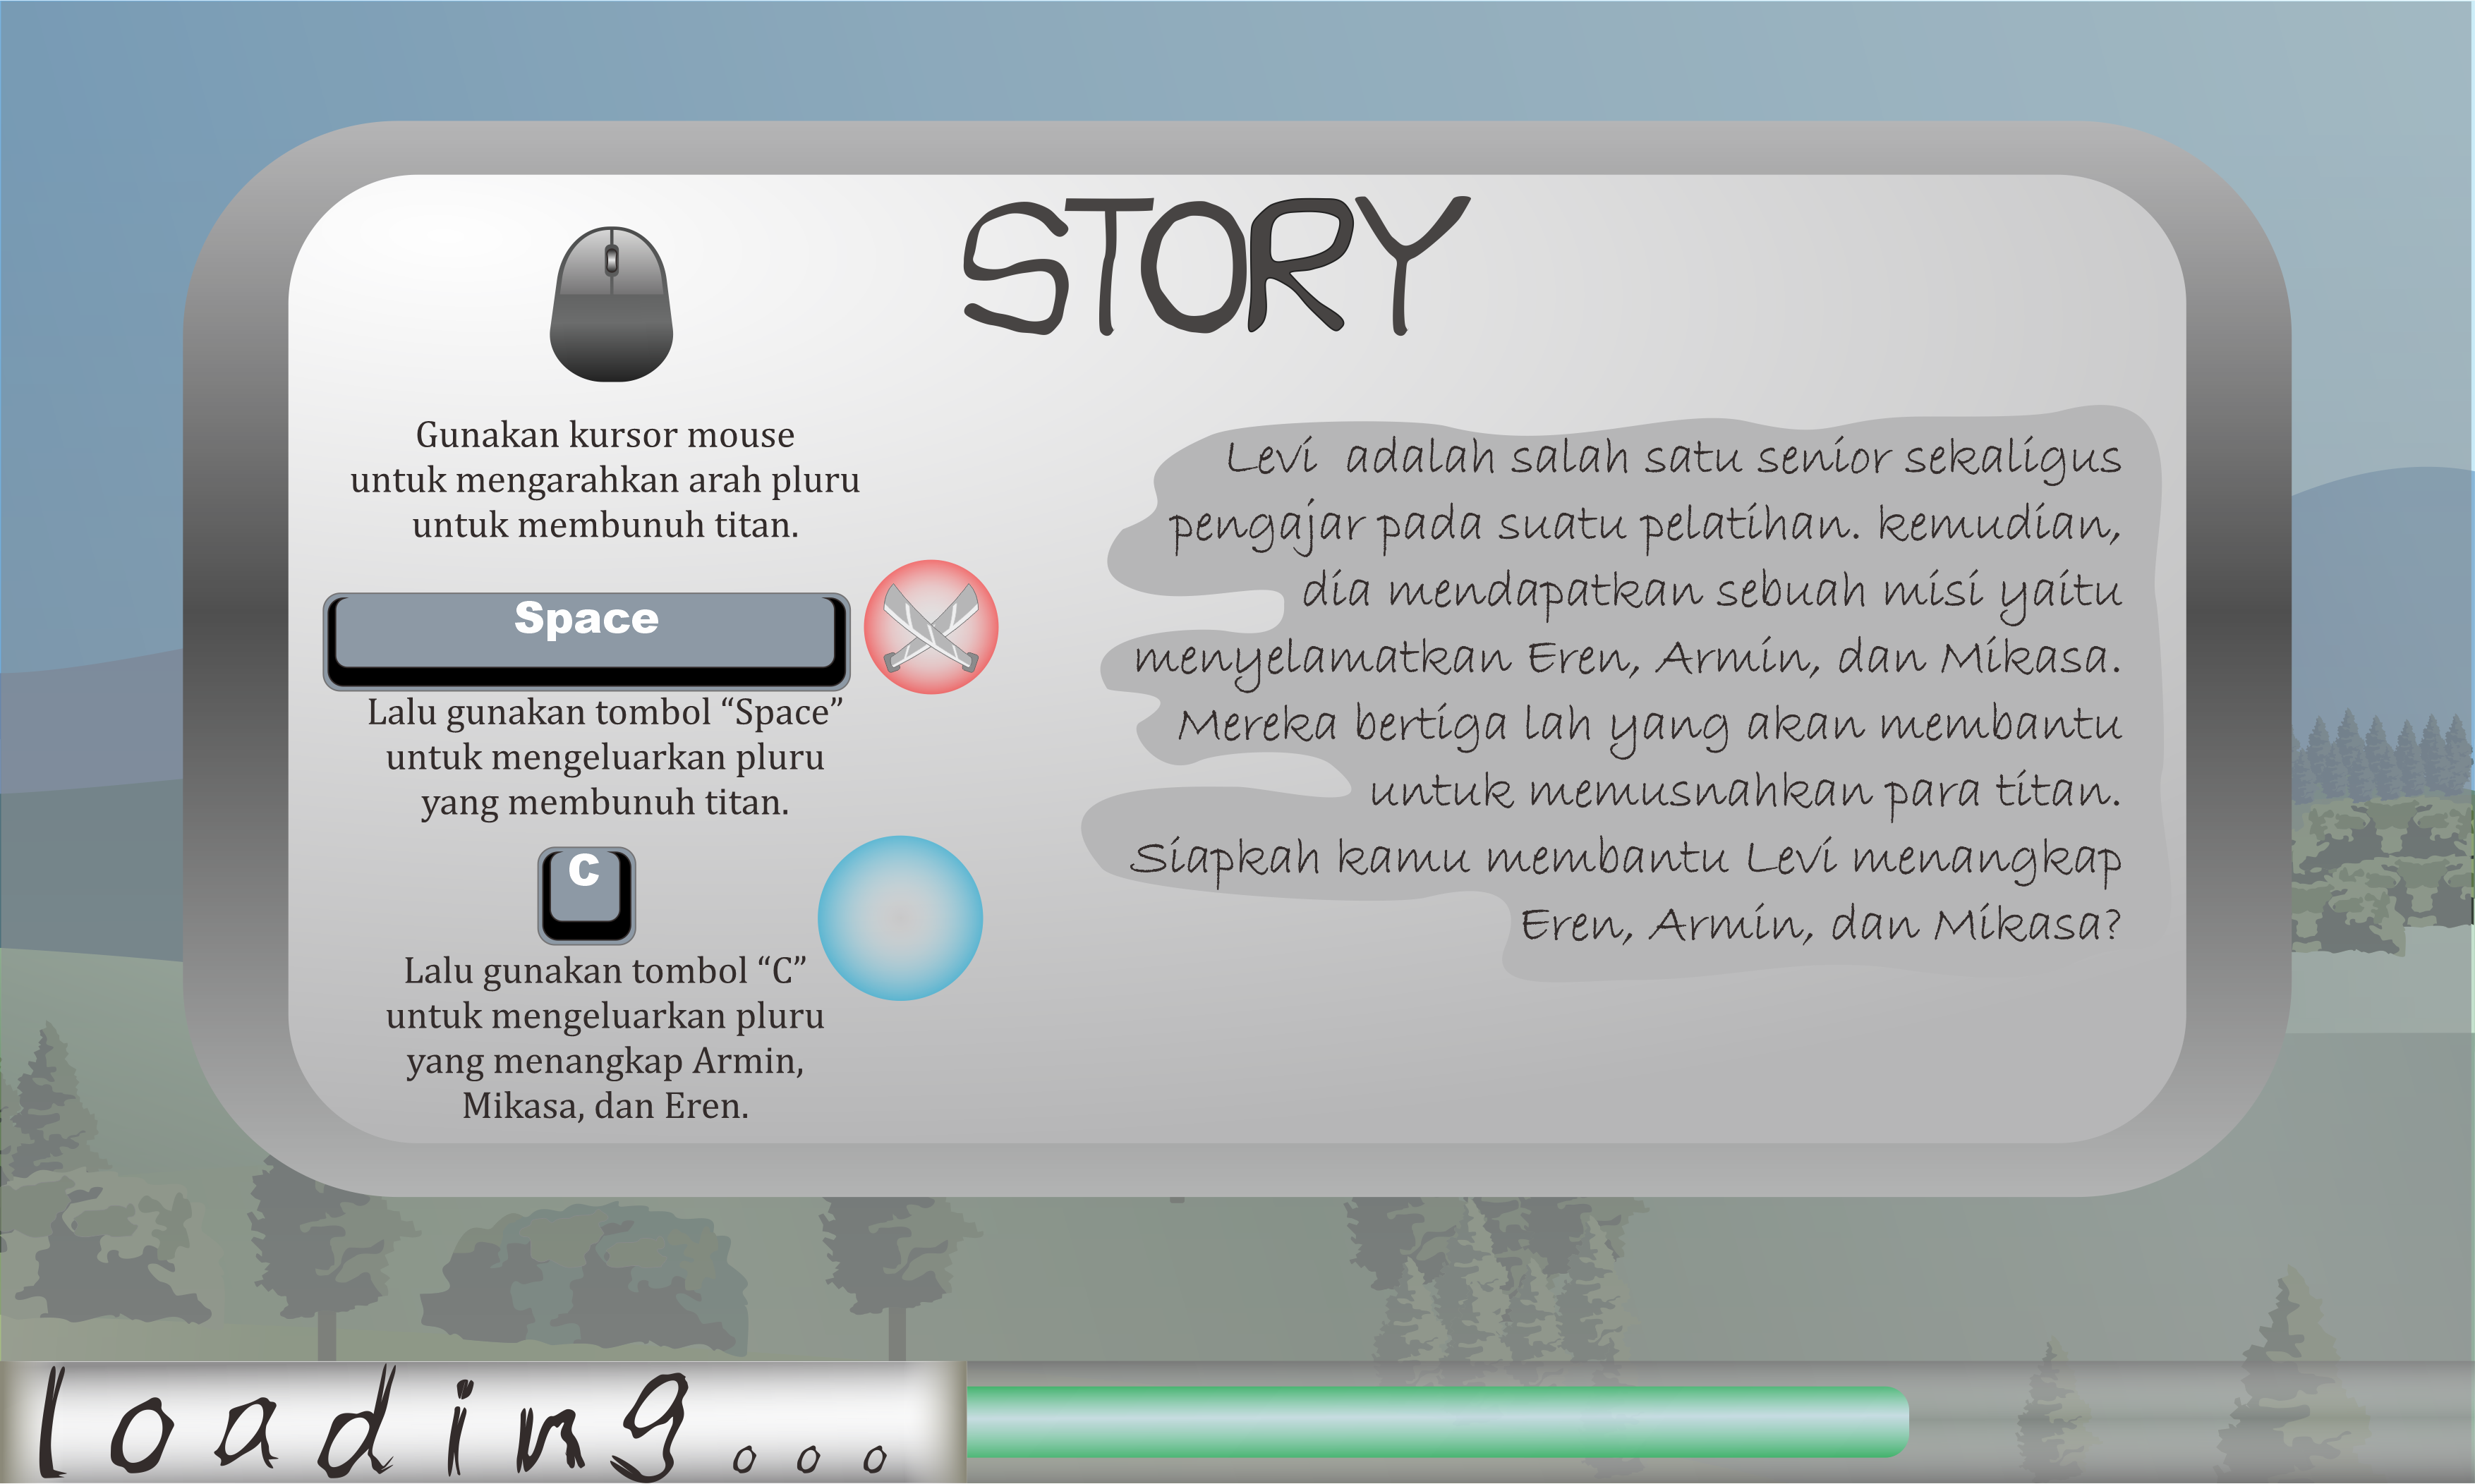 STORY
Gunakan kursor mouse
untuk mengarahkan arah pluru
untuk membunuh titan.
Space
Lalu gunakan tombol “Space”
untuk mengeluarkan pluru
yang membunuh titan.
C
Lalu gunakan tombol “C”
untuk mengeluarkan pluru
yang menangkap Armin,
Mikasa, dan Eren.
Levi adalah salah satu senior sekaligus
pengajar pada suatu pelatihan. kemudian,
dia mendapatkan sebuah misi yaitu
menyelamatkan Eren, Armin, dan Mikasa.
Mereka bertiga lah yang akan membantu
untuk memusnahkan para titan.
Siapkah kamu membantu Levi menangkap
Eren, Armin, dan Mikasa?
loading...